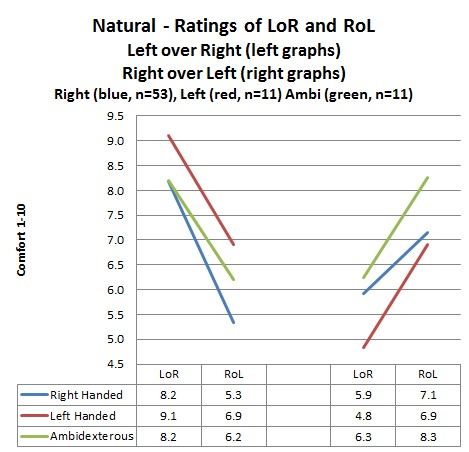 Natural - Ratings of LoR and RoL
Left over Right (left graphs)
Right over Left (right graphs)
Right (blue, n=53), Left (red, n=11) Ambi (green, n=11)
Comfort 1-10
9.5
9.0
8.5
8.0
7.5
7.0
6.5
6.0
5.5
5.0
4.5
LoR RoL LoR RoL
Right Handed 8.2 5.3 5.9 7.1
Left Handed 9.1 6.9 4.8 6.9
Ambidexterous 8.2 6.2 6.3 8.3